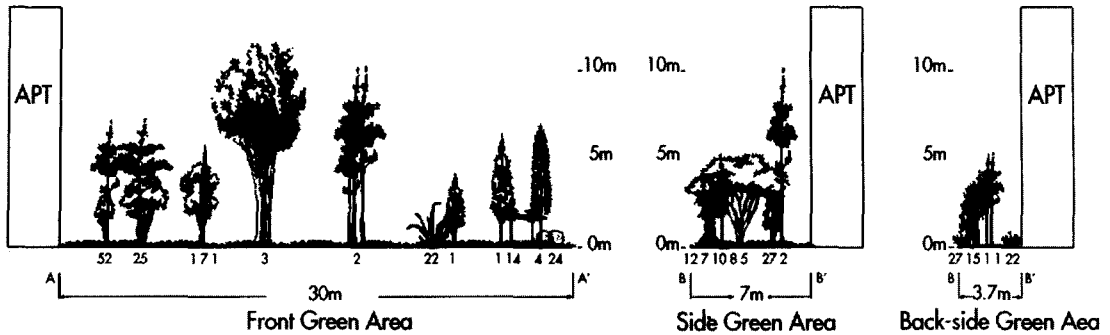 APT
10m
5m
0m
52 25 1 7 1 3 2 22 1 1 14 4 24
A A'
30m
Front Green Area
10m
5m
0m
APT
12 7 10 8 5 27 2
B B'
7m
Side Green Area
10m
5m
0m
APT
27 15 1 1 22
B B'
3.7m
Back-side Green Aea